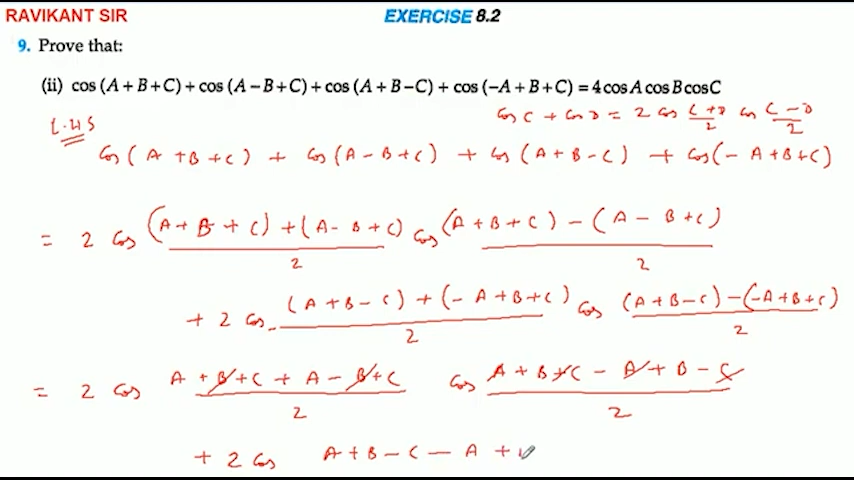 RAVIKANT SIR
EXERCISE 8.2
9. Prove that:
(ii) cos (A + B + C) + cos (A − B + C) + cos (A + B − C) + cos (−A + B + C) = 4 cos A cos B cos C
Cos C + Cos D = 2 Cos (C + D)/2 Cos (C − D)/2
L.H.S
Cos (A + B + C) + Cos (A − B + C) + Cos (A + B − C) + Cos (− A + B + C)
= 2 Cos ((A + B + C) + (A − B + C))/2 Cos ((A + B + C) − (A − B + C))/2
+ 2 Cos ((A + B − C) + (− A + B + C))/2 Cos ((A + B − C) − (−A + B + C))/2
= 2 Cos (A + B + C + A − B + C)/2 Cos (A + B + C − A + B − C)/2
+ 2 Cos A + B − C − A +